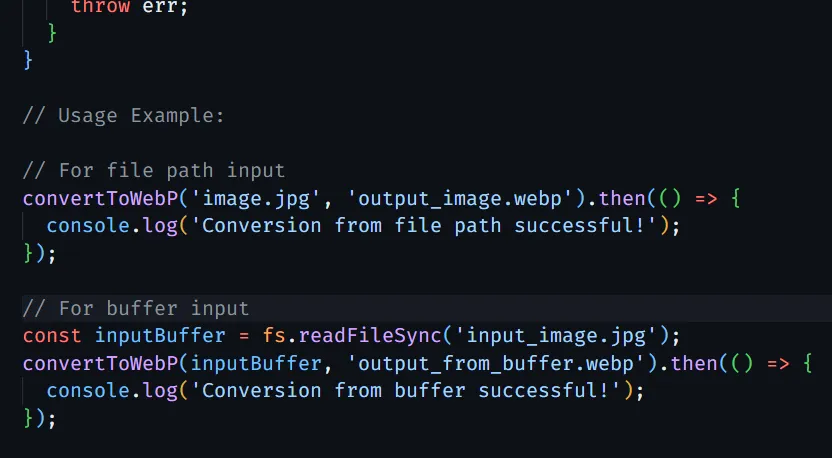 throw err;
}
}
// Usage Example:
// For file path input
convertToWebP('image.jpg', 'output_image.webp').then(() => {
console.log('Conversion from file path successful!');
});
// For buffer input
const inputBuffer = fs.readFileSync('input_image.jpg');
convertToWebP(inputBuffer, 'output_from_buffer.webp').then(() => {
console.log('Conversion from buffer successful!');
});